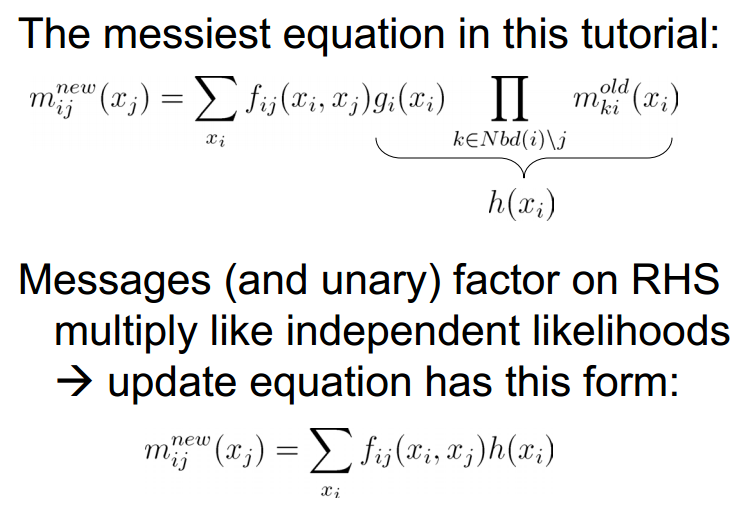 The messiest equation in this tutorial:
$m_{ij}^{new}(x_j) = \sum_{x_i} f_{ij}(x_i, x_j) g_i(x_i) \prod_{k \in Nbd(i) \backslash j} m_{ki}^{old}(x_i)$
$h(x_i)$
Messages (and unary) factor on RHS
multiply like independent likelihoods
→ update equation has this form:
$m_{ij}^{new}(x_j) = \sum_{x_i} f_{ij}(x_i, x_j) h(x_i)$